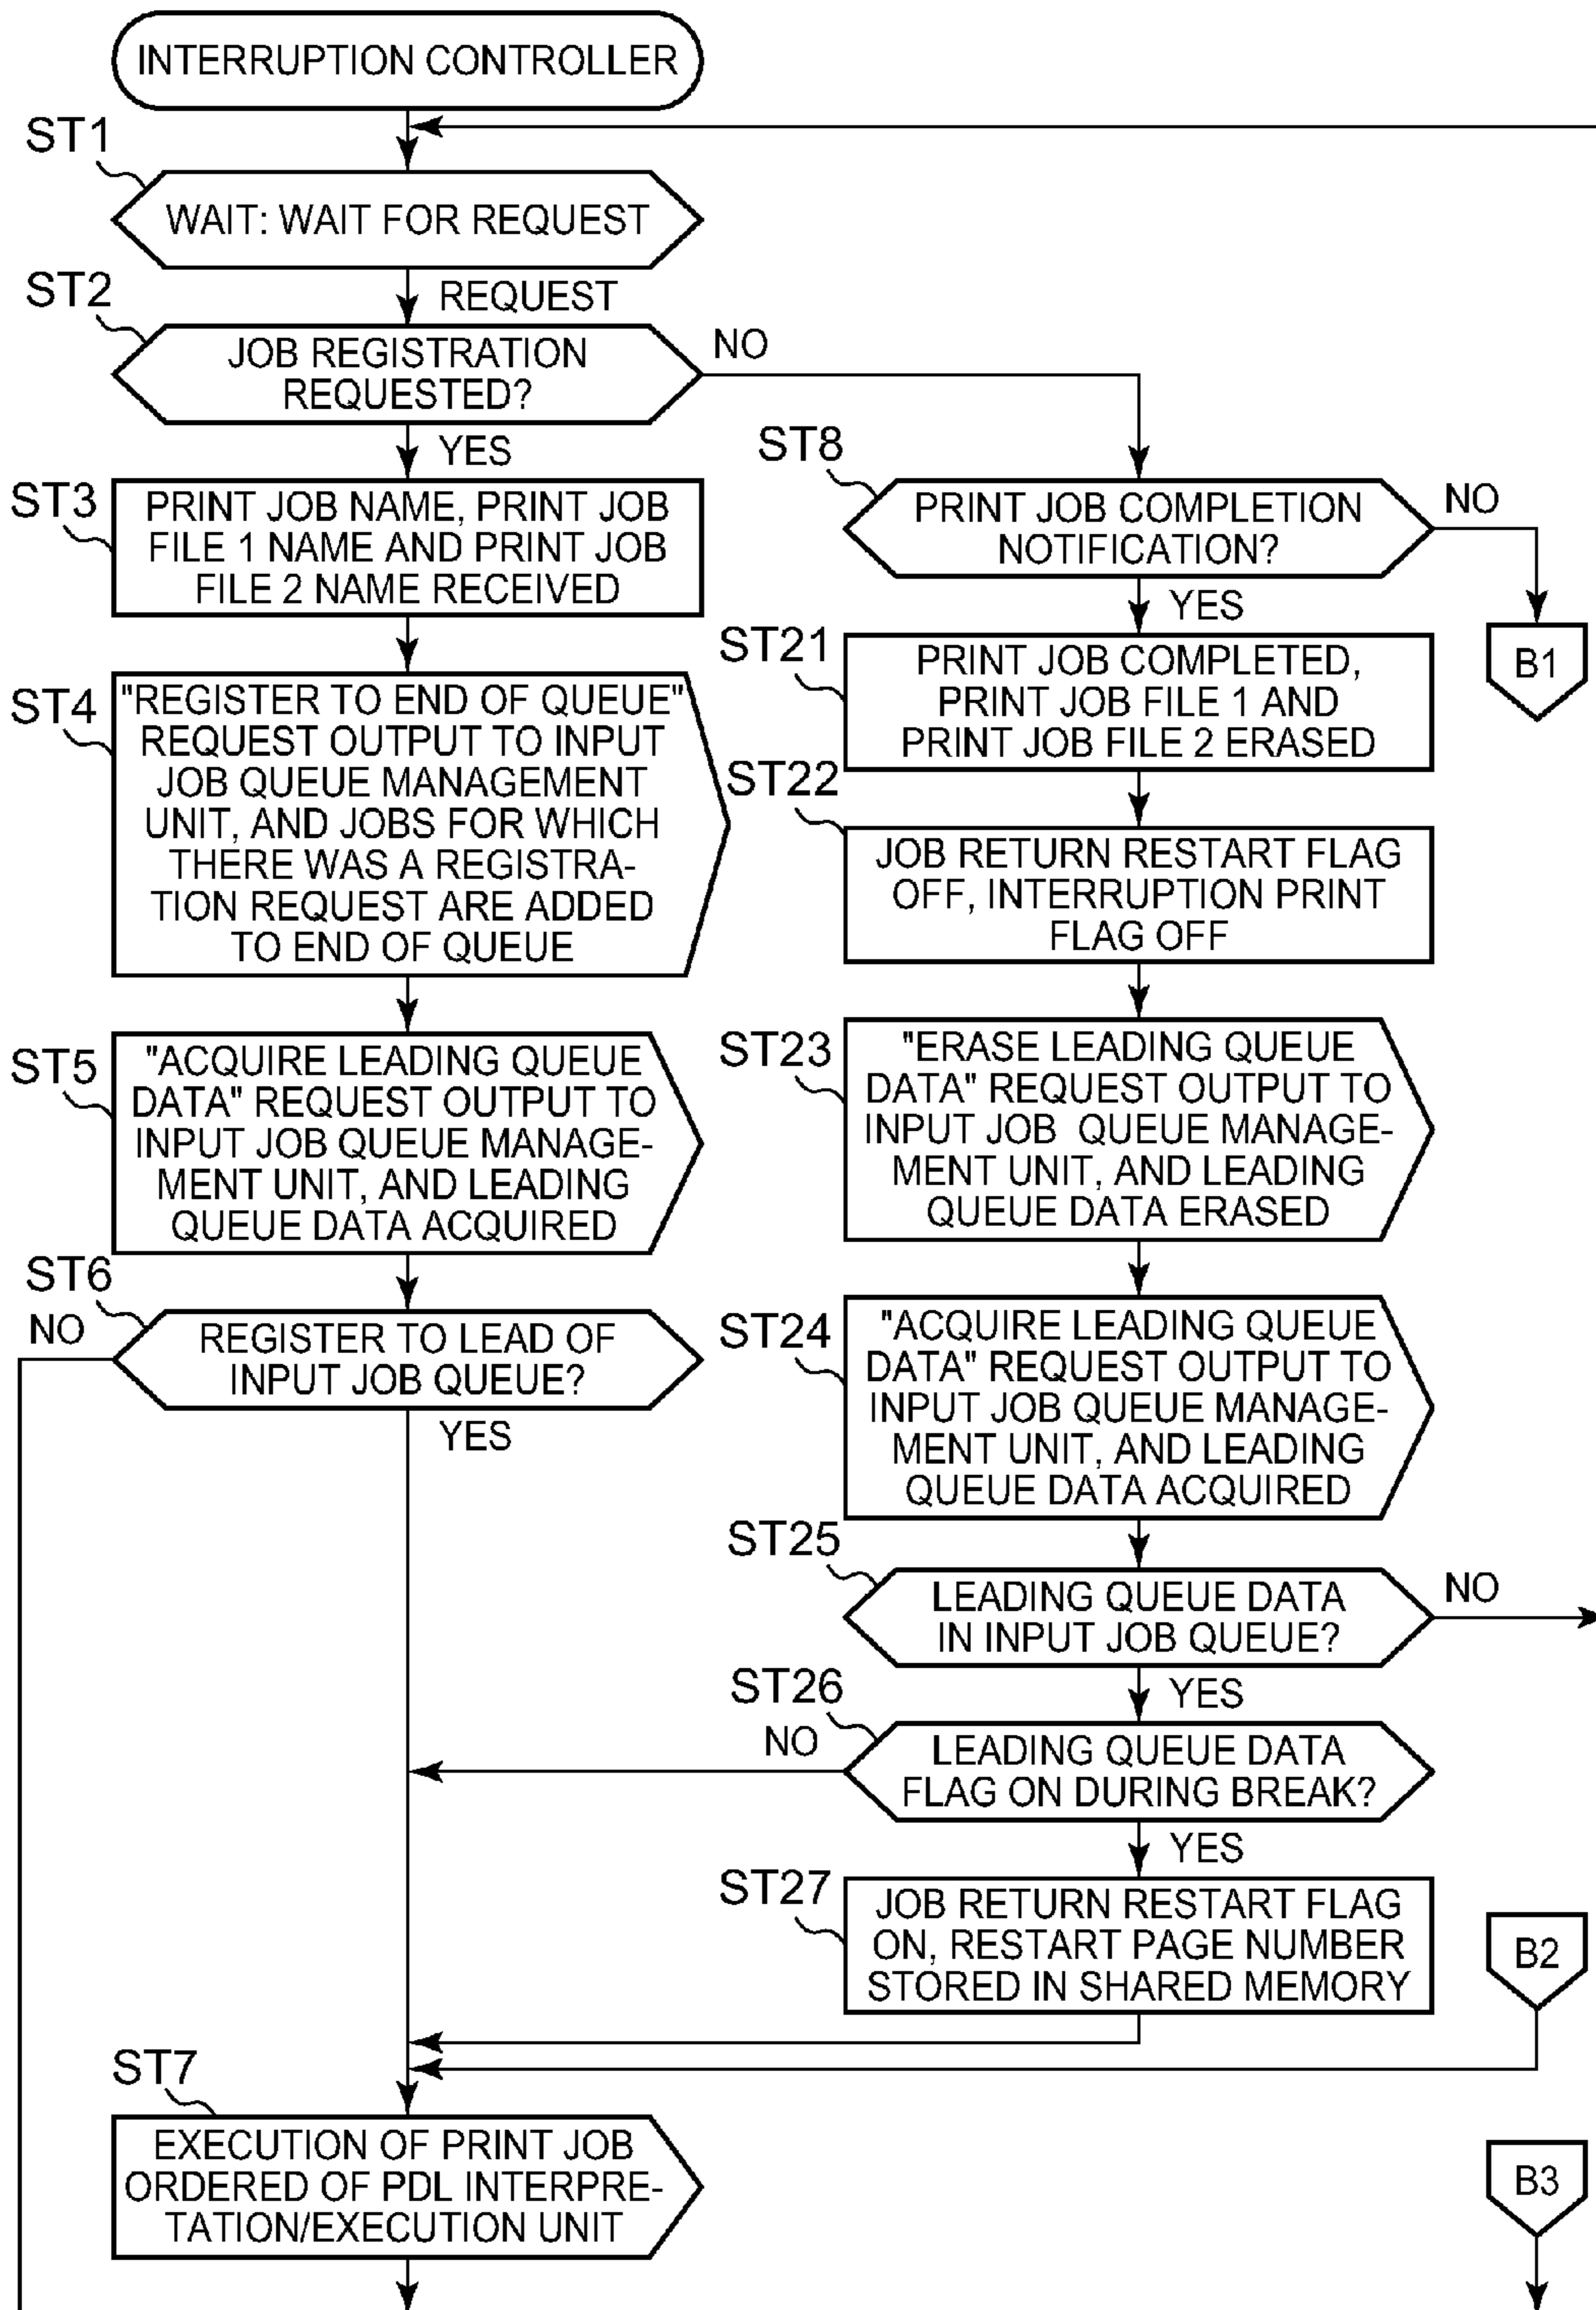 INTERRUPTION CONTROLLER
ST1
WAIT: WAIT FOR REQUEST
REQUEST
ST2
JOB REGISTRATION
REQUESTED?
NO
YES
ST3
PRINT JOB NAME, PRINT JOB
FILE 1 NAME AND PRINT JOB
FILE 2 NAME RECEIVED
ST4
"REGISTER TO END OF QUEUE"
REQUEST OUTPUT TO INPUT
JOB QUEUE MANAGEMENT
UNIT, AND JOBS FOR WHICH
THERE WAS A REGISTRA-
TION REQUEST ARE ADDED
TO END OF QUEUE
ST5
"ACQUIRE LEADING QUEUE
DATA" REQUEST OUTPUT TO
INPUT JOB QUEUE MANAGE-
MENT UNIT, AND LEADING
QUEUE DATA ACQUIRED
ST6
NO
REGISTER TO LEAD OF
INPUT JOB QUEUE?
YES
ST8
PRINT JOB COMPLETION
NOTIFICATION?
NO
B1
YES
ST21
PRINT JOB COMPLETED,
PRINT JOB FILE 1 AND
PRINT JOB FILE 2 ERASED
ST22
JOB RETURN RESTART FLAG
OFF, INTERRUPTION PRINT
FLAG OFF
ST23
"ERASE LEADING QUEUE
DATA" REQUEST OUTPUT TO
INPUT JOB QUEUE MANAGE-
MENT UNIT, AND LEADING
QUEUE DATA ERASED
ST24
"ACQUIRE LEADING QUEUE
DATA" REQUEST OUTPUT TO
INPUT JOB QUEUE MANAGE-
MENT UNIT, AND LEADING
QUEUE DATA ACQUIRED
ST25
LEADING QUEUE DATA
IN INPUT JOB QUEUE?
NO
YES
ST26
NO
LEADING QUEUE DATA
FLAG ON DURING BREAK?
YES
ST27
JOB RETURN RESTART FLAG
ON, RESTART PAGE NUMBER
STORED IN SHARED MEMORY
B2
ST7
EXECUTION OF PRINT JOB
ORDERED OF PDL INTERPRE-
TATION/EXECUTION UNIT
B3